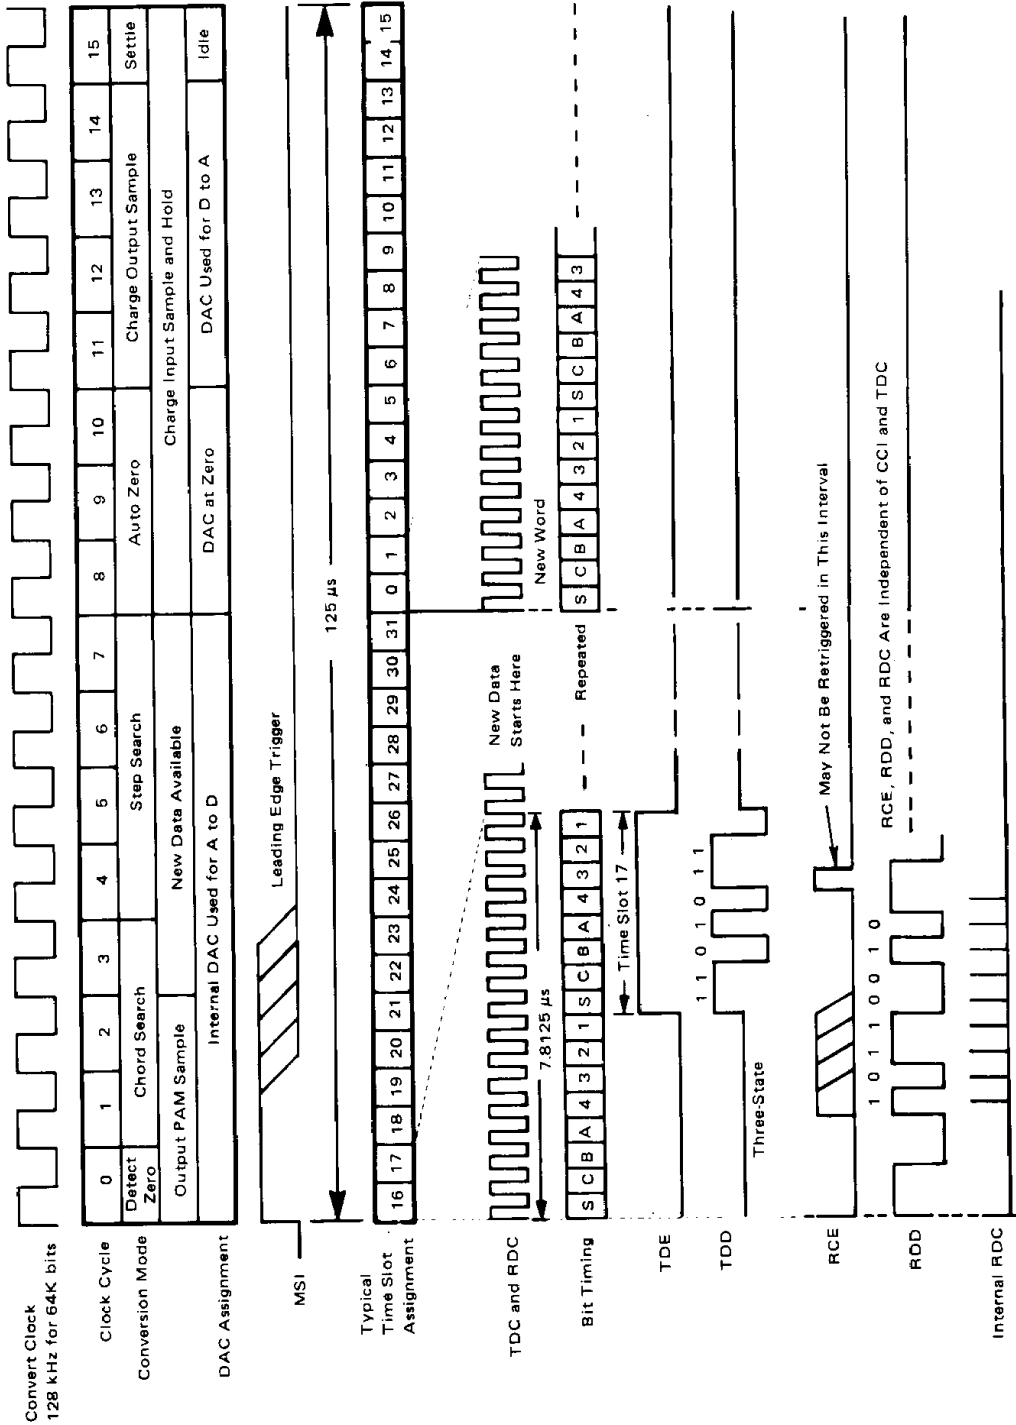 Convert Clock
128 kHz for 64K bits
Clock Cycle
0 1 2 3 4 5 6 7 8 9 10 11 12 13 14 15
Conversion Mode
Detect Zero
Chord Search
Step Search
Auto Zero
Charge Output Sample
Settle
Output PAM Sample
New Data Available
Charge Input Sample and Hold
DAC Assignment
Internal DAC Used for A to D
DAC at Zero
DAC Used for D to A
Idle
MSI
Leading Edge Trigger
125 µs
Typical
Time Slot
Assignment
16 17 18 19 20 21 22 23 24 25 26 27 28 29 30 31 0 1 2 3 4 5 6 7 8 9 10 11 12 13 14 15
TDC and RDC
New Data
Starts Here
7.8125 µs
New Word
Bit Timing
S C B A 4 3 2 1 S C B A 4 3 2 1
Repeated
S C B A 4 3 2 1 S C B A 4 3
Time Slot 17
TDE
TDD
1 1 0 1 0 1 1
Three-State
RCE
May Not Be Retriggered in This Interval
RCE, RDD, and RDC Are Independent of CCI and TDC
RDD
1 0 1 1 0 0 1 0
Internal RDC